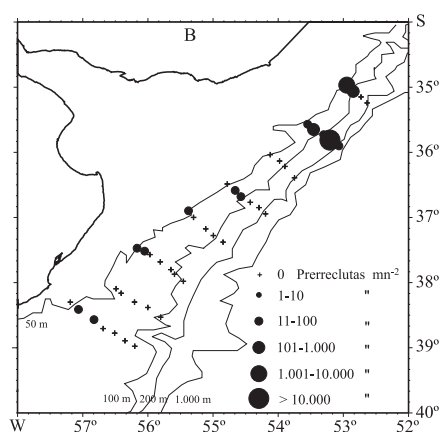 B
S
35º
36º
37º
38º
39º
40º
0 Prerreclutas mn-2
1-10 "
11-100 "
101-1.000 "
1.001-10.000 "
> 10.000 "
50 m
100 m 200 m 1.000 m
W 57º 56º 55º 54º 53º 52º